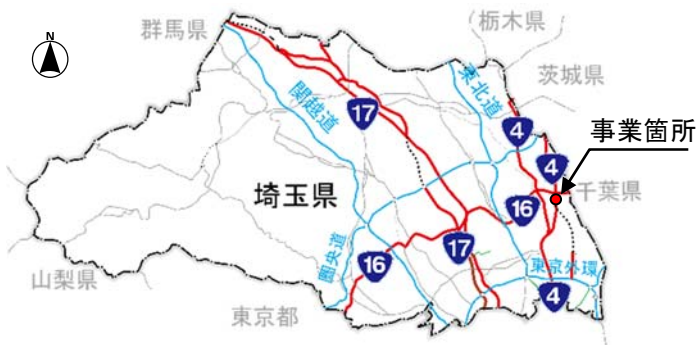 N
群馬県
栃木県
茨城県
関越道
17
東北道
4
事業箇所
4
千葉県
埼玉県
16
圏央道
16
17
東京外環
4
山梨県
東京都